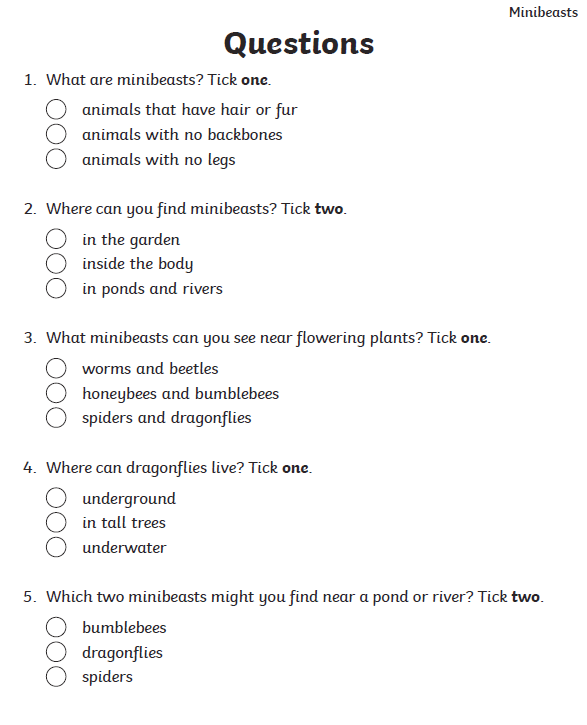 Minibeasts
Questions
1. What are minibeasts? Tick one.
animals that have hair or fur
animals with no backbones
animals with no legs
2. Where can you find minibeasts? Tick two.
in the garden
inside the body
in ponds and rivers
3. What minibeasts can you see near flowering plants? Tick one.
worms and beetles
honeybees and bumblebees
spiders and dragonflies
4. Where can dragonflies live? Tick one.
underground
in tall trees
underwater
5. Which two minibeasts might you find near a pond or river? Tick two.
bumblebees
dragonflies
spiders